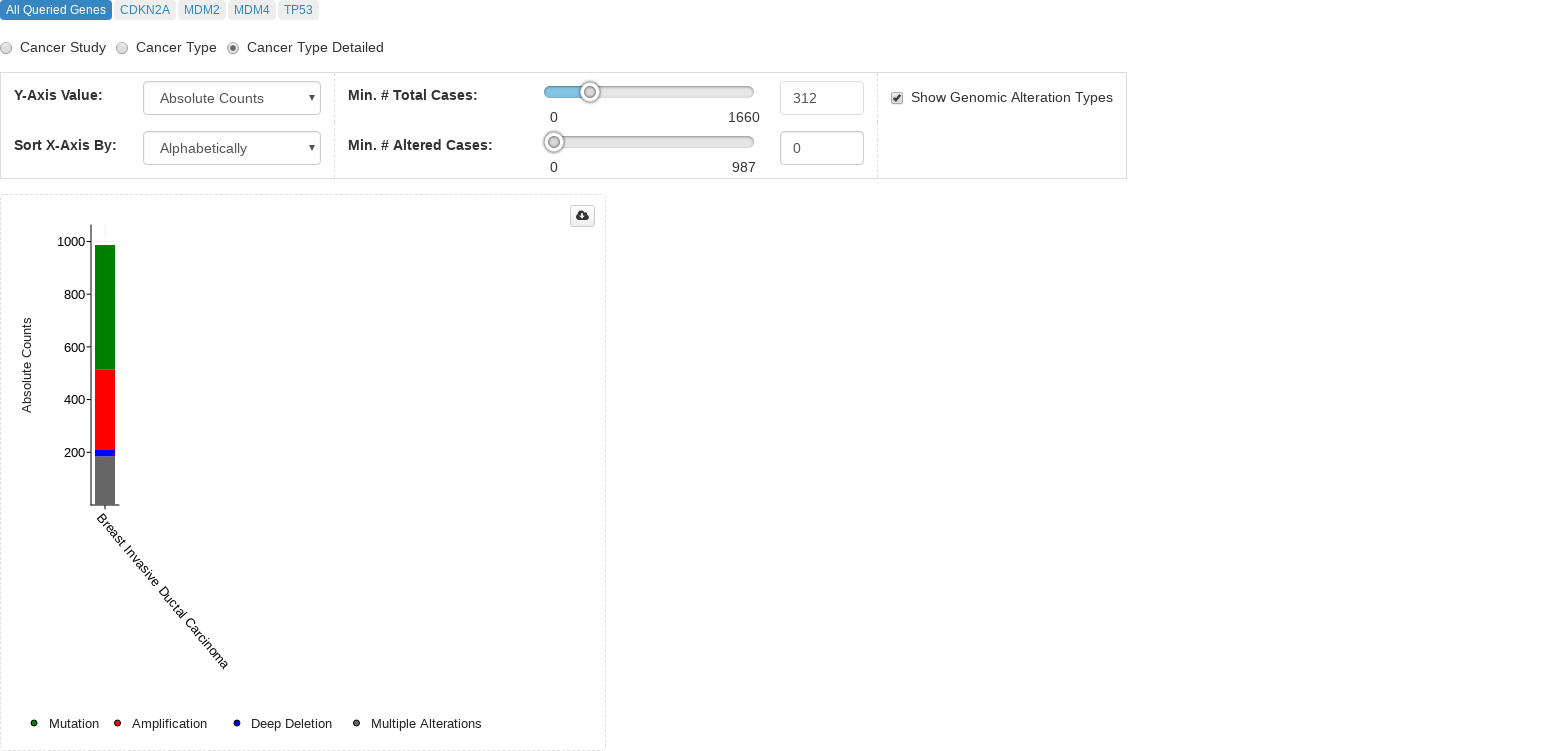 All Queried Genes CDKN2A MDM2 MDM4 TP53
Cancer Study Cancer Type Cancer Type Detailed
Y-Axis Value: Absolute Counts Min. # Total Cases: 312 Show Genomic Alteration Types
0 1660
Sort X-Axis By: Alphabetically Min. # Altered Cases: 0
0 987
1000
800
600
400
200
Absolute Counts
Breast Invasive Ductal Carcinoma
Mutation Amplification Deep Deletion Multiple Alterations